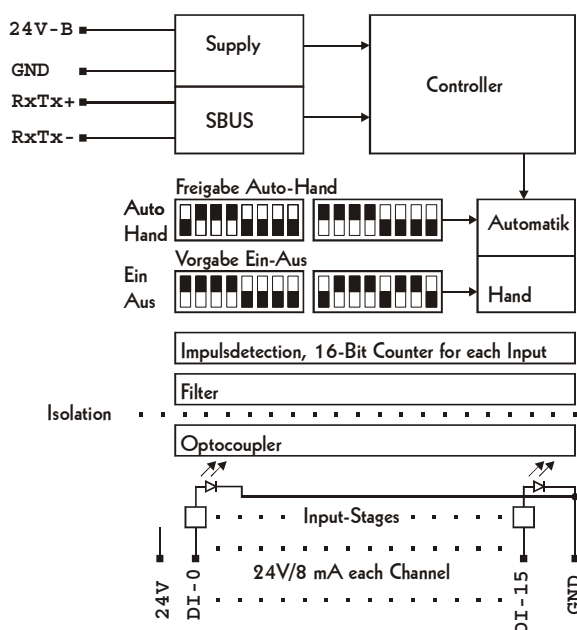 24V-B
Supply
GND
Controller
RxTx+
SBUS
RxTx-
Freigabe Auto-Hand
Auto
Hand
Automatik
Vorgabe Ein-Aus
Ein
Aus
Hand
Impulsdetection, 16-Bit Counter for each Input
Filter
Isolation
Optocoupler
Input-Stages
24V/8 mA each Channel
24V
DI-0
DI-15
GND